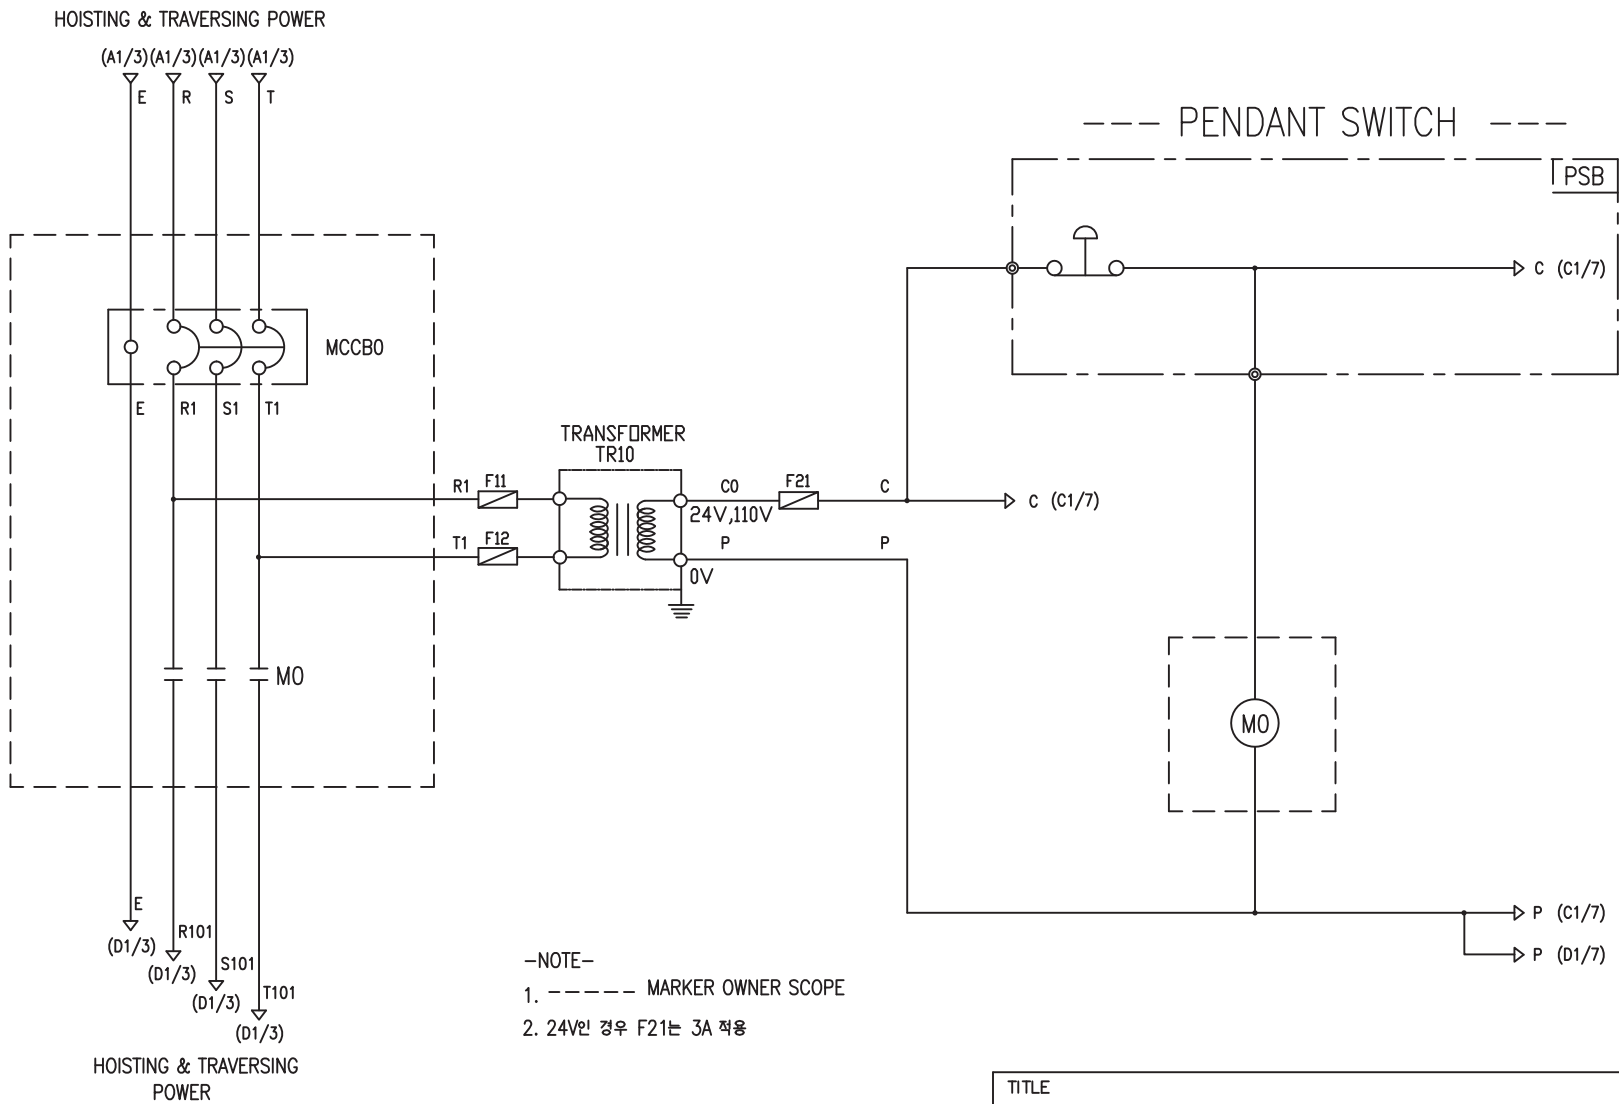 HOISTING & TRAVERSING POWER
(A1/3) (A1/3) (A1/3) (A1/3)
E R S T
PENDANT SWITCH
PSB
C (C1/7)
MCCB0
E R1 S1 T1
TRANSFORMER
TR10
R1 F11
C0 F21 C
C (C1/7)
24V,110V
T1 F12
P P
0V
M0
M0
E
(D1/3)
R101
(D1/3)
S101
(D1/3)
T101
(D1/3)
P (C1/7)
P (D1/7)
-NOTE-
1. ------ MARKER OWNER SCOPE
2. 24V인 경우 F21는 3A 적용
HOISTING & TRAVERSING
POWER
TITLE